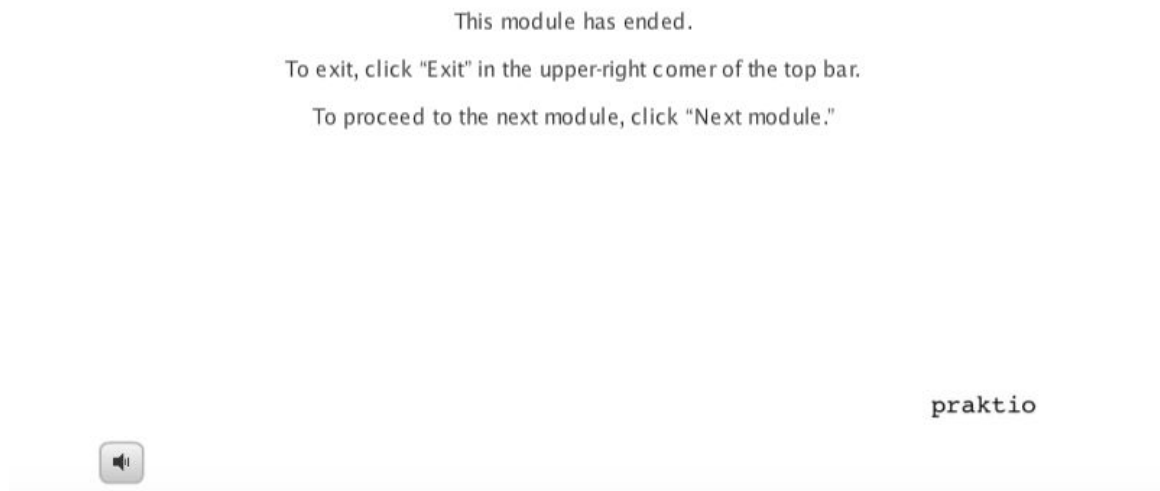 This module has ended.
To exit, click “Exit” in the upper-right corner of the top bar.
To proceed to the next module, click “Next module.”
praktio